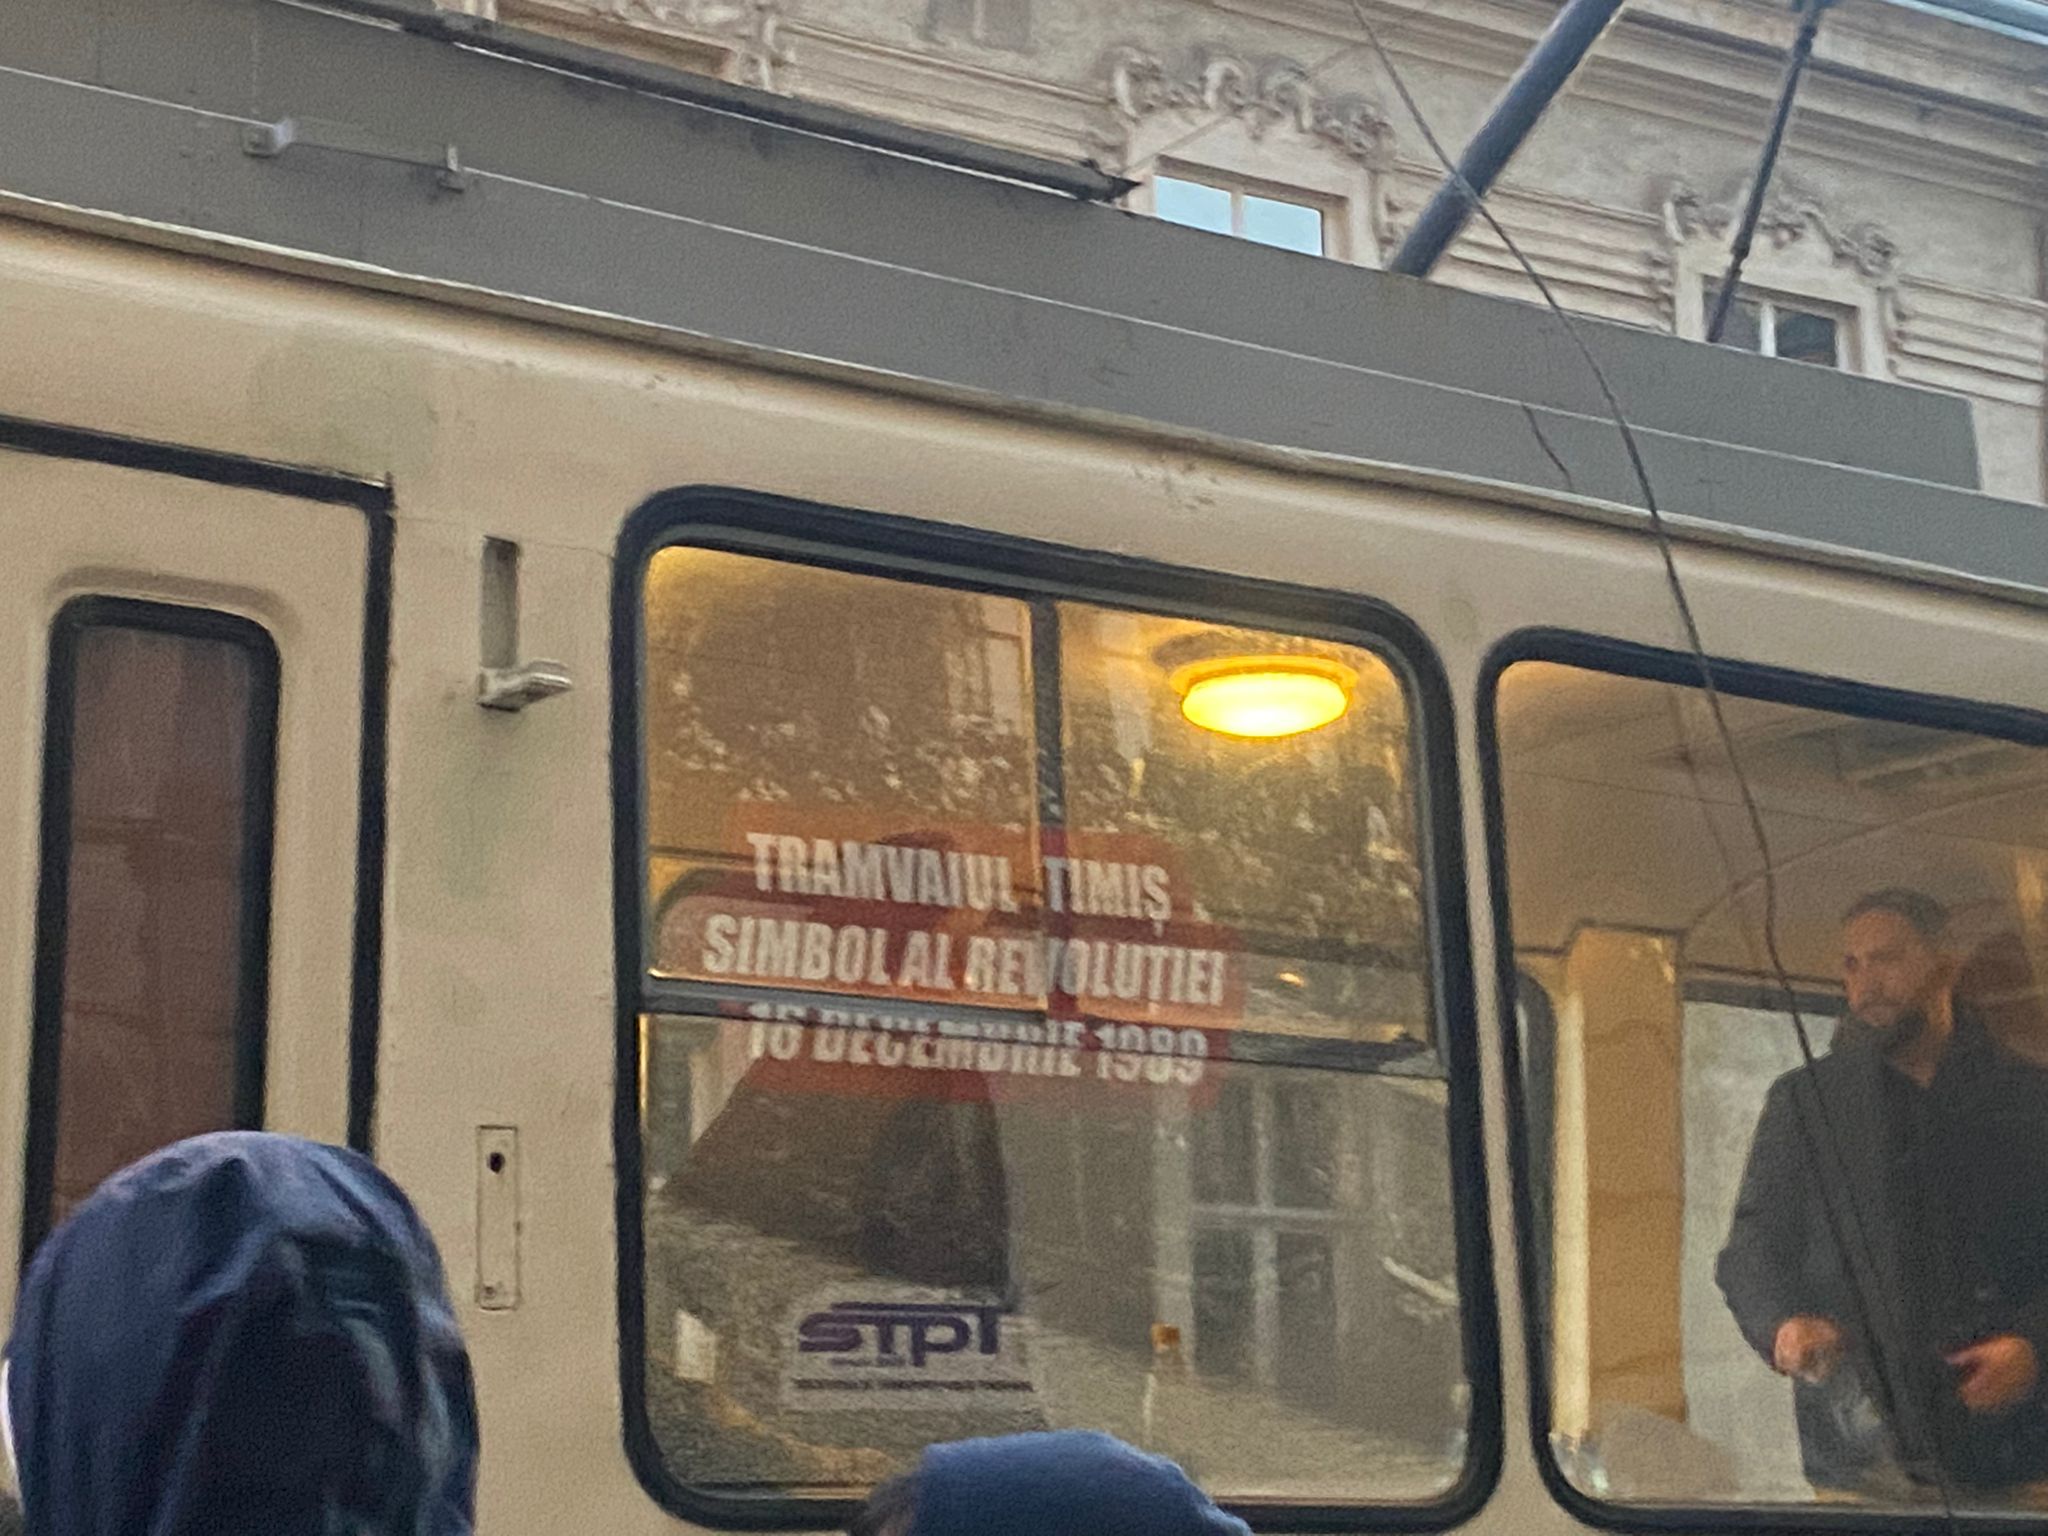 TRAMVAIUL TIMIȘ
SIMBOL AL REVOLUȚIEI
16 DECEMBRIE 1989
STPT